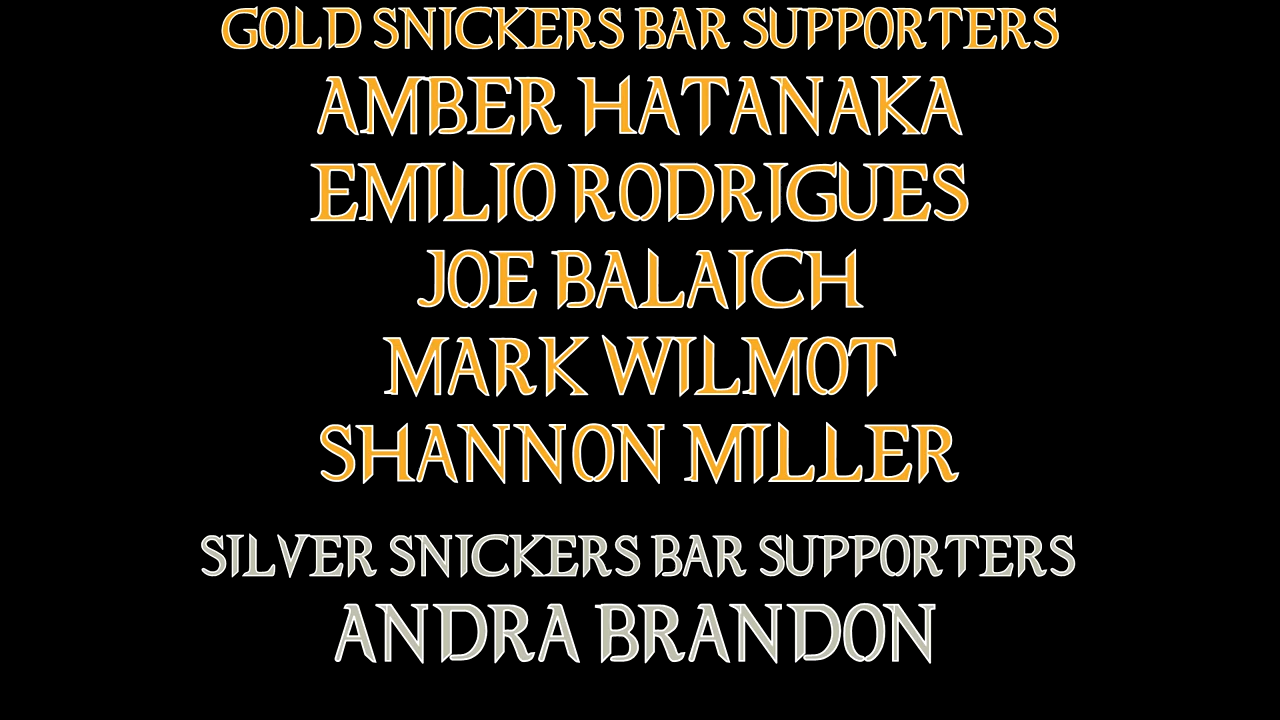 GOLD SNICKERS BAR SUPPORTERS
AMBER HATANAKA
EMILIO RODRIGUES
JOE BALAICH
MARK WILMOT
SHANNON MILLER
SILVER SNICKERS BAR SUPPORTERS
ANDRA BRANDON